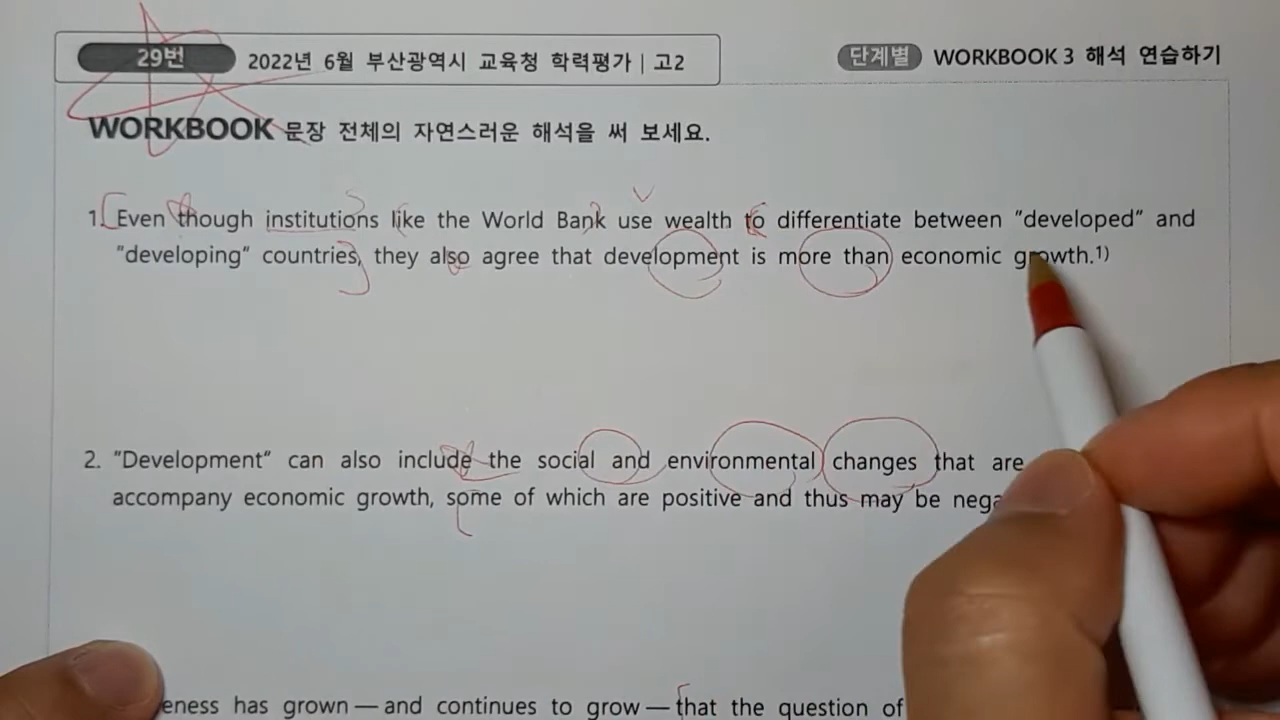 29번 2022년 6월 부산광역시 교육청 학력평가 | 고2
단계별 WORKBOOK 3 해석 연습하기
WORKBOOK 문장 전체의 자연스러운 해석을 써 보세요.
1. Even though institutions like the World Bank use wealth to differentiate between "developed" and
"developing" countries, they also agree that development is more than economic growth.1)
2. "Development" can also include the social and environmental changes that are
accompany economic growth, some of which are positive and thus may be
has grown — and continues to grow — that the question of